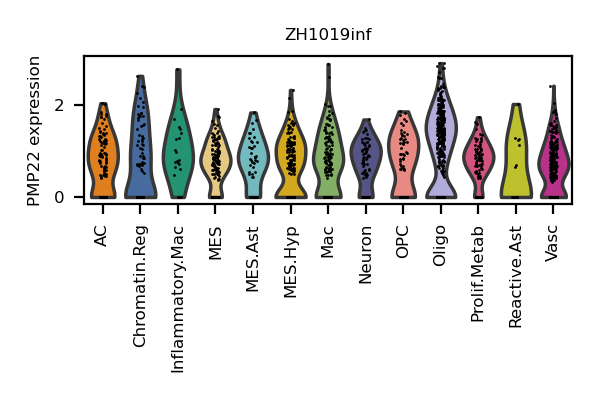 ZH1019inf
PMP22 expression
2
0
AC
Chromatin.Reg
Inflammatory.Mac
MES
MES.Ast
MES.Hyp
Mac
Neuron
OPC
Oligo
Prolif.Metab
Reactive.Ast
Vasc